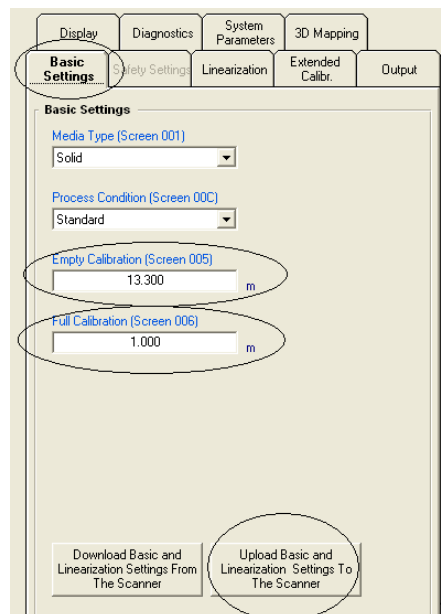 Display
Diagnostics
System
Parameters
3D Mapping
Basic
Settings
Safety Settings
Linearization
Extended
Calibr.
Output
Basic Settings
Media Type (Screen 001)
Solid
Process Condition (Screen 00C)
Standard
Empty Calibration (Screen 005)
13.300 m
Full Calibration (Screen 006)
1.000 m
Download Basic and
Linearization Settings From
The Scanner
Upload Basic and
Linearization Settings To
The Scanner